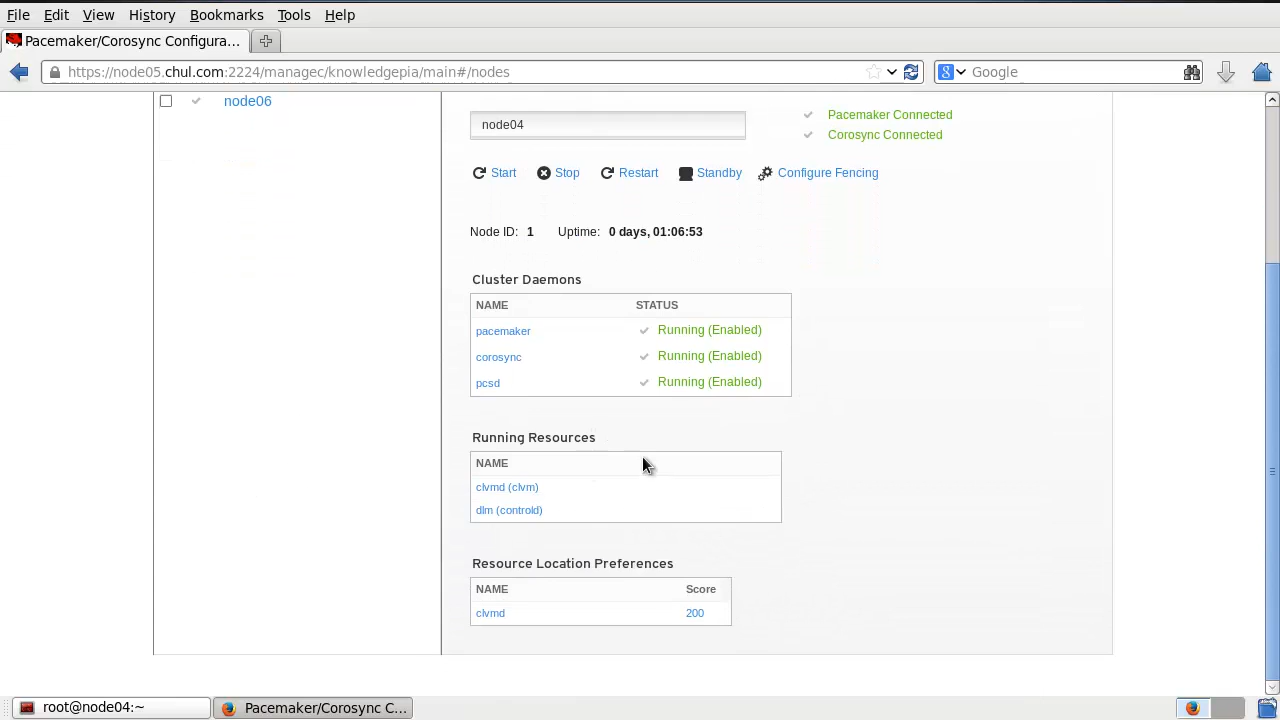 File Edit View History Bookmarks Tools Help
Pacemaker/Corosync Configura...
https://node05.chul.com:2224/managec/knowledgepia/main#/nodes
Google
node06
node04
Pacemaker Connected
Corosync Connected
Start Stop Restart Standby Configure Fencing
Node ID: 1 Uptime: 0 days, 01:06:53
Cluster Daemons
NAME STATUS
pacemaker Running (Enabled)
corosync Running (Enabled)
pcsd Running (Enabled)
Running Resources
NAME
clvmd (clvm)
dlm (controld)
Resource Location Preferences
NAME Score
clvmd 200
root@node04:~ Pacemaker/Corosync C...